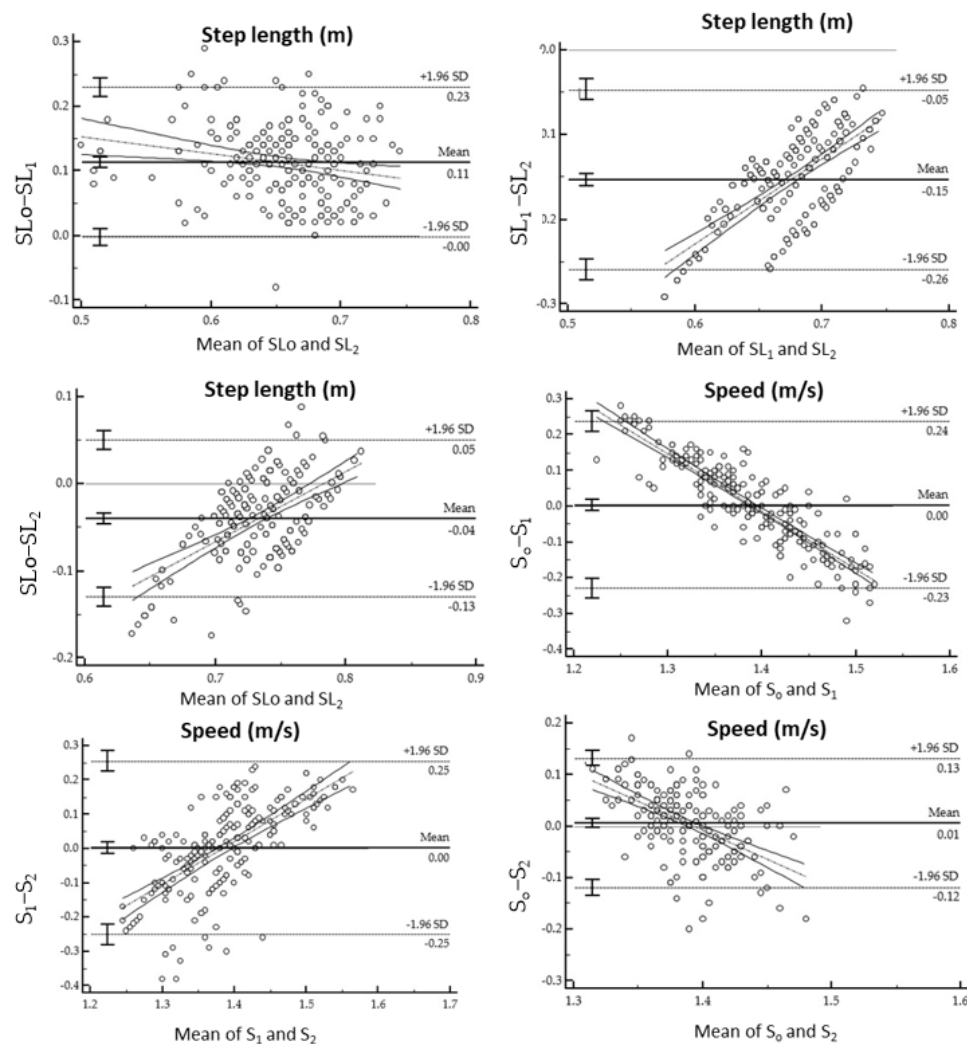 Step length (m)
SLo–SL₁
0.3
0.2
0.1
0.0
-0.1
+1.96 SD
0.23
Mean
0.11
-1.96 SD
-0.00
0.5 0.6 0.7 0.8
Mean of SLo and SL₂
Step length (m)
SL₁ –SL₂
0.0
0.1
0.2
-0.3
+1.96 SD
-0.05
Mean
-0.15
-1.96 SD
-0.26
0.5 0.6 0.7 0.8
Mean of SL₁ and SL₂
Step length (m)
SLo–SL₂
0.1
0.0
-0.1
-0.2
+1.96 SD
0.05
Mean
-0.04
-1.96 SD
-0.13
0.6 0.7 0.8 0.9
Mean of SLo and SL₂
Speed (m/s)
Sₒ–S₁
0.3
0.2
0.1
0.0
-0.1
-0.2
-0.3
-0.4
+1.96 SD
0.24
Mean
0.00
-1.96 SD
-0.23
1.2 1.3 1.4 1.5 1.6
Mean of Sₒ and S₁
Speed (m/s)
S₁–S₂
0.3
0.2
0.1
0.0
-0.1
-0.2
-0.3
-0.4
+1.96 SD
0.25
Mean
0.00
-1.96 SD
-0.25
1.2 1.3 1.4 1.5 1.6 1.7
Mean of S₁ and S₂
Speed (m/s)
Sₒ–S₂
0.2
0.1
0.0
-0.1
-0.2
-0.3
+1.96 SD
0.13
Mean
0.01
-1.96 SD
-0.12
1.3 1.4 1.5 1.6
Mean of Sₒ and S₂